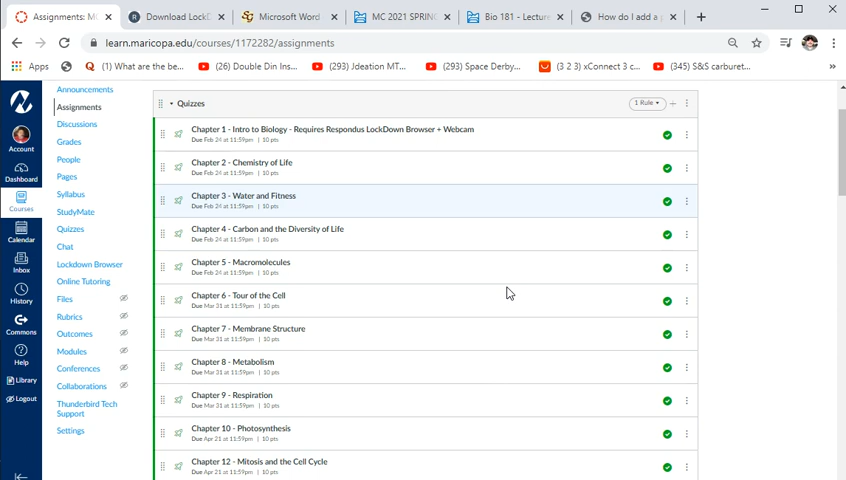 Assignments: M
Download LockD
Microsoft Word
MC 2021 SPRING
Bio 181 - Lectur
How do I add a p
learn.maricopa.edu/courses/1172282/assignments
Apps
(1) What are the be...
(26) Double Din Ins...
(293) Jdeation MT...
(293) Space Derby...
(3 2 3) xConnect 3 c...
(345) S&S carburet...
»
Account
Dashboard
Courses
Calendar
Inbox
History
Commons
Help
Library
Logout
Announcements
Assignments
Discussions
Grades
People
Pages
Syllabus
StudyMate
Quizzes
Chat
Lockdown Browser
Online Tutoring
Files
Rubrics
Outcomes
Modules
Conferences
Collaborations
Thunderbird Tech
Support
Settings
Quizzes
1 Rule
Chapter 1 - Intro to Biology - Requires Respondus LockDown Browser + Webcam
Due Feb 24 at 11:59pm | 10 pts
Chapter 2 - Chemistry of Life
Due Feb 24 at 11:59pm | 10 pts
Chapter 3 - Water and Fitness
Due Feb 24 at 11:59pm | 10 pts
Chapter 4 - Carbon and the Diversity of Life
Due Feb 24 at 11:59pm | 10 pts
Chapter 5 - Macromolecules
Due Feb 24 at 11:59pm | 10 pts
Chapter 6 - Tour of the Cell
Due Mar 31 at 11:59pm | 10 pts
Chapter 7 - Membrane Structure
Due Mar 31 at 11:59pm | 10 pts
Chapter 8 - Metabolism
Due Mar 31 at 11:59pm | 10 pts
Chapter 9 - Respiration
Due Mar 31 at 11:59pm | 10 pts
Chapter 10 - Photosynthesis
Due Apr 21 at 11:59pm | 10 pts
Chapter 12 - Mitosis and the Cell Cycle
Due Apr 21 at 11:59pm | 10 pts